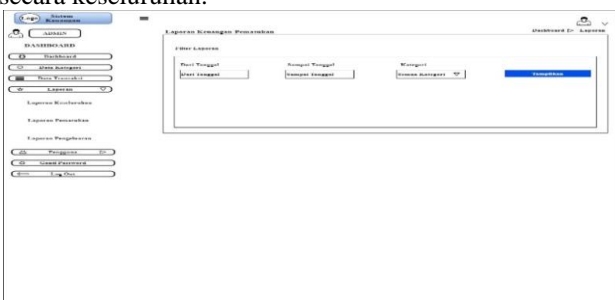 secara keseluruhan.
Logo Sistem Keuangan
ADMIN
DASHBOARD
Dashboard
Data Kategori
Data Transaksi
Laporan
Laporan Keseluruhan
Laporan Pemasukan
Laporan Pengeluaran
Pengguna
Ganti Password
Log Out
Laporan Keuangan Pemasukan
Dashboard > Laporan
Filter Laporan
Dari Tanggal Sampai Tanggal Kategori
Dari Tanggal Sampai Tanggal Semua Kategori Tampilkan